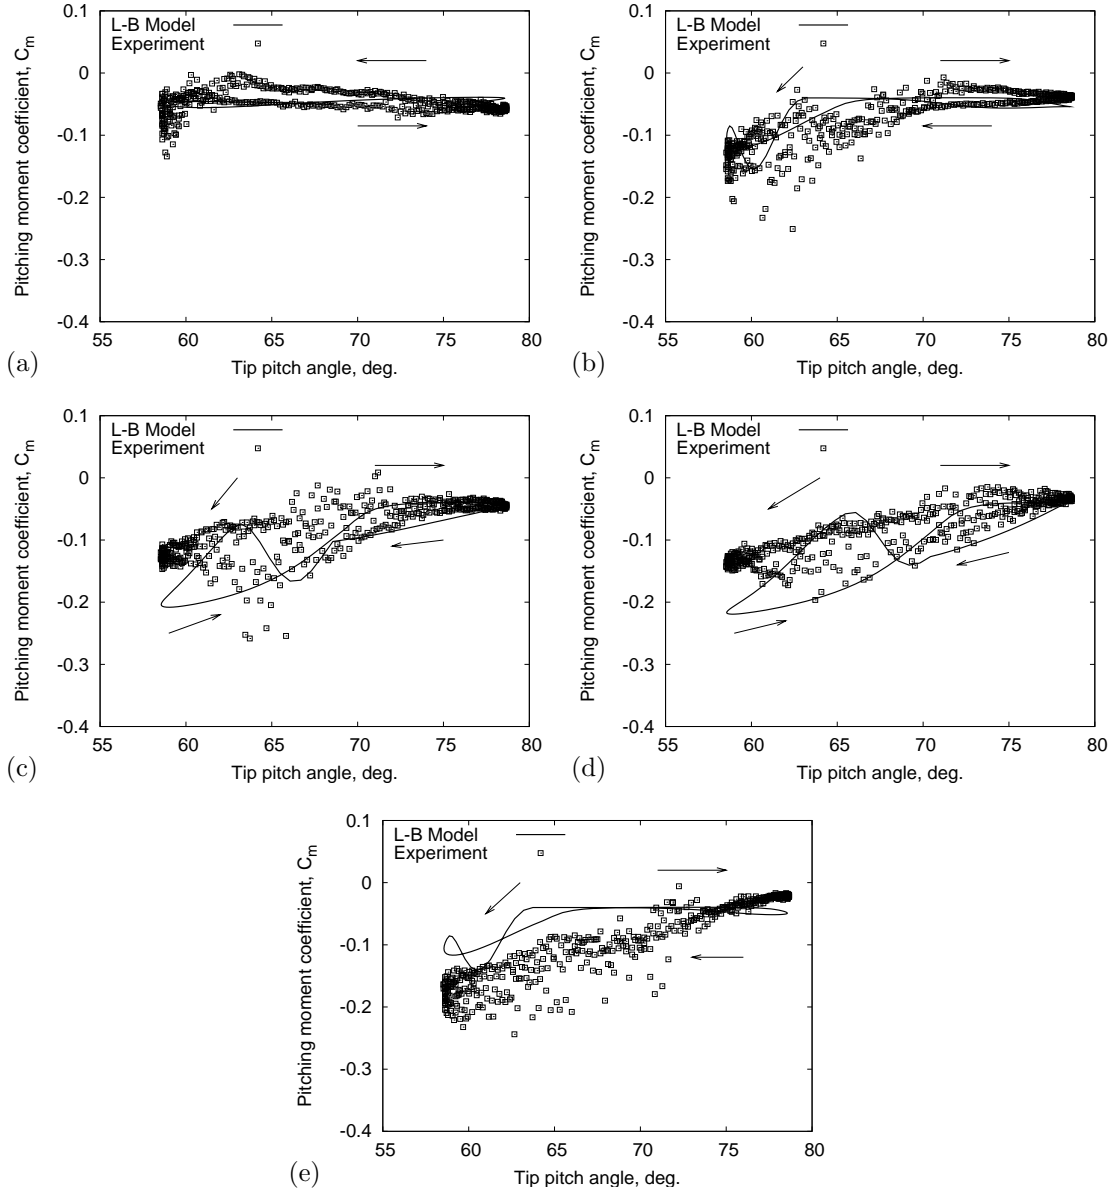 L-B Model
Experiment
Pitching moment coefficient, Cm
0.1
0
-0.1
-0.2
-0.3
-0.4
55
60
65
70
75
80
Tip pitch angle, deg.
(a)
L-B Model
Experiment
Pitching moment coefficient, Cm
0.1
0
-0.1
-0.2
-0.3
-0.4
55
60
65
70
75
80
Tip pitch angle, deg.
(b)
L-B Model
Experiment
Pitching moment coefficient, Cm
0.1
0
-0.1
-0.2
-0.3
-0.4
55
60
65
70
75
80
Tip pitch angle, deg.
(c)
L-B Model
Experiment
Pitching moment coefficient, Cm
0.1
0
-0.1
-0.2
-0.3
-0.4
55
60
65
70
75
80
Tip pitch angle, deg.
(d)
L-B Model
Experiment
Pitching moment coefficient, Cm
0.1
0
-0.1
-0.2
-0.3
-0.4
55
60
65
70
75
80
Tip pitch angle, deg.
(e)